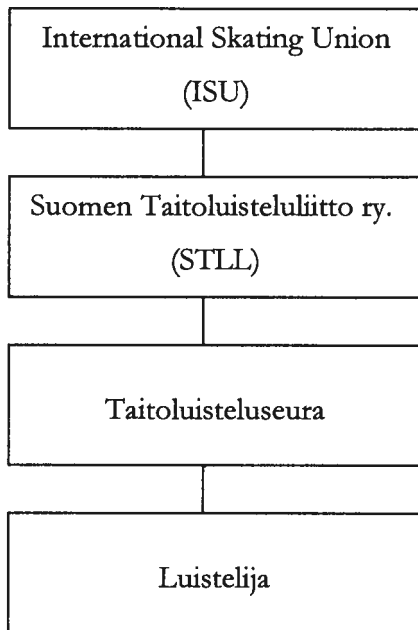 International Skating Union
(ISU)
Suomen Taitoluisteluliitto ry.
(STLL)
Taitoluisteluseura
Luistelija